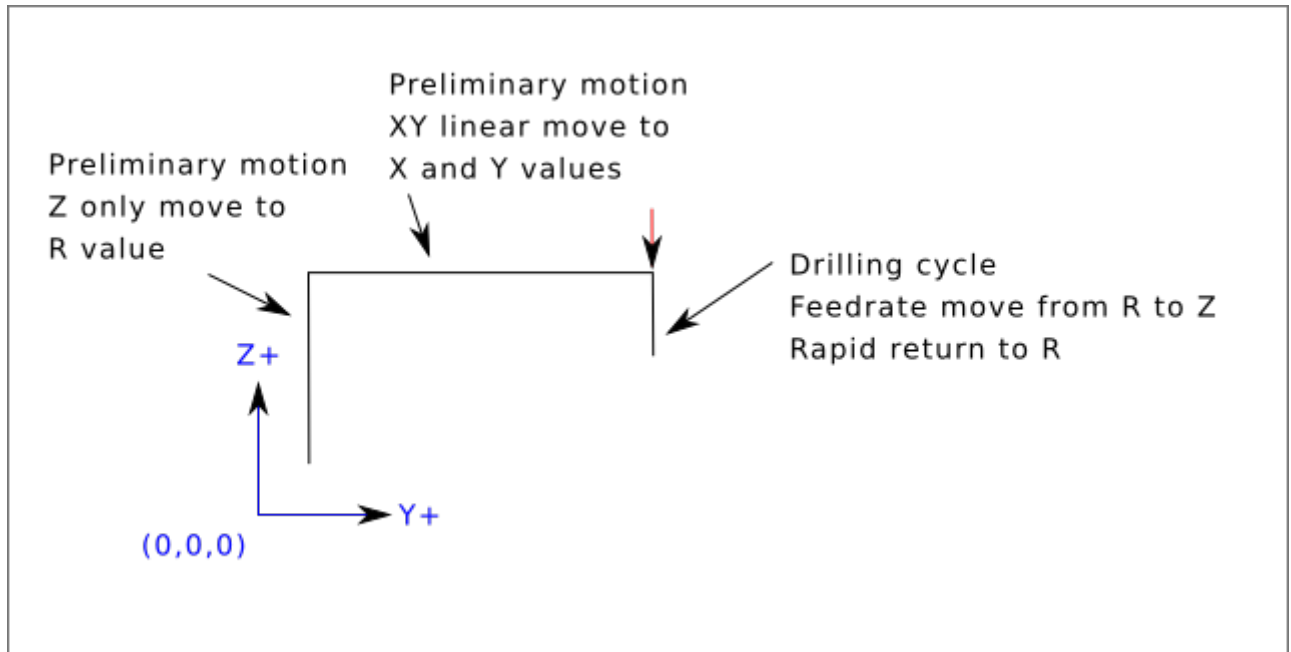 Preliminary motion
XY linear move to
X and Y values
Preliminary motion
Z only move to
R value
Drilling cycle
Feedrate move from R to Z
Rapid return to R
Z+
Y+
(0,0,0)